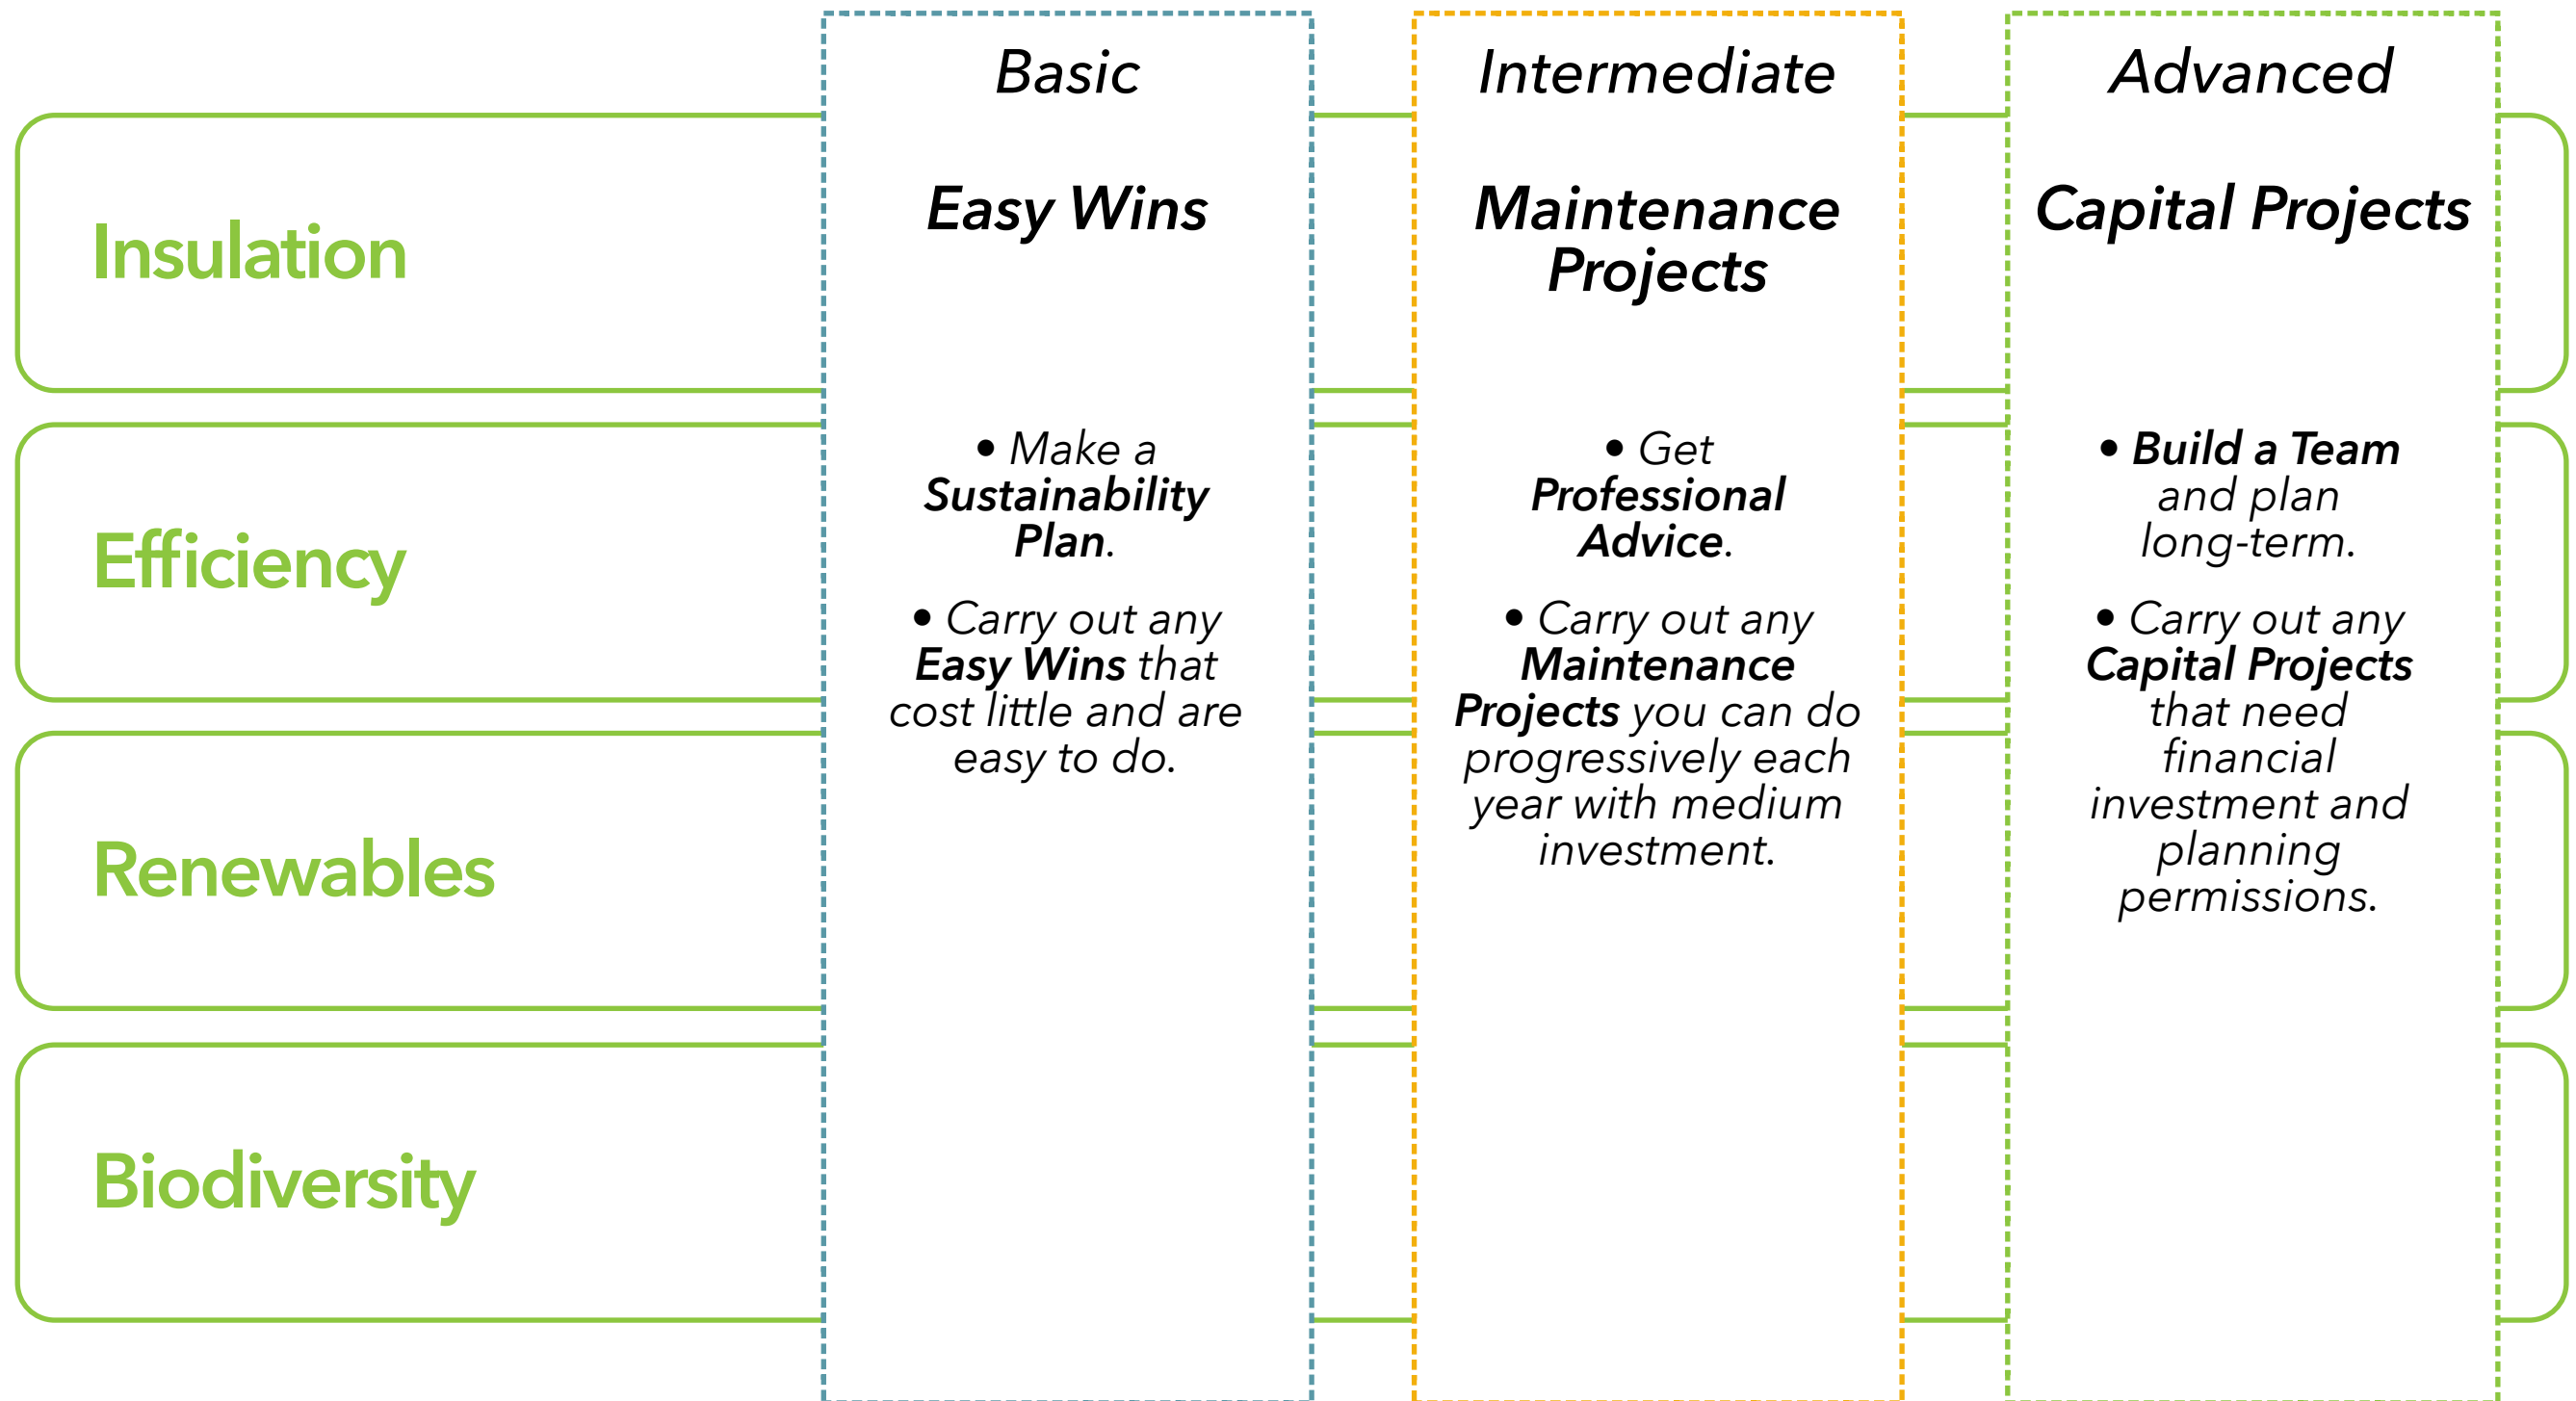 Basic
Easy Wins
• Make a
Sustainability
Plan.
• Carry out any
Easy Wins that
cost little and are
easy to do.
Intermediate
Maintenance
Projects
• Get
Professional
Advice.
• Carry out any
Maintenance
Projects you can do
progressively each
year with medium
investment.
Advanced
Capital Projects
• Build a Team
and plan
long-term.
• Carry out any
Capital Projects
that need
financial
investment and
planning
permissions.
Insulation
Efficiency
Renewables
Biodiversity